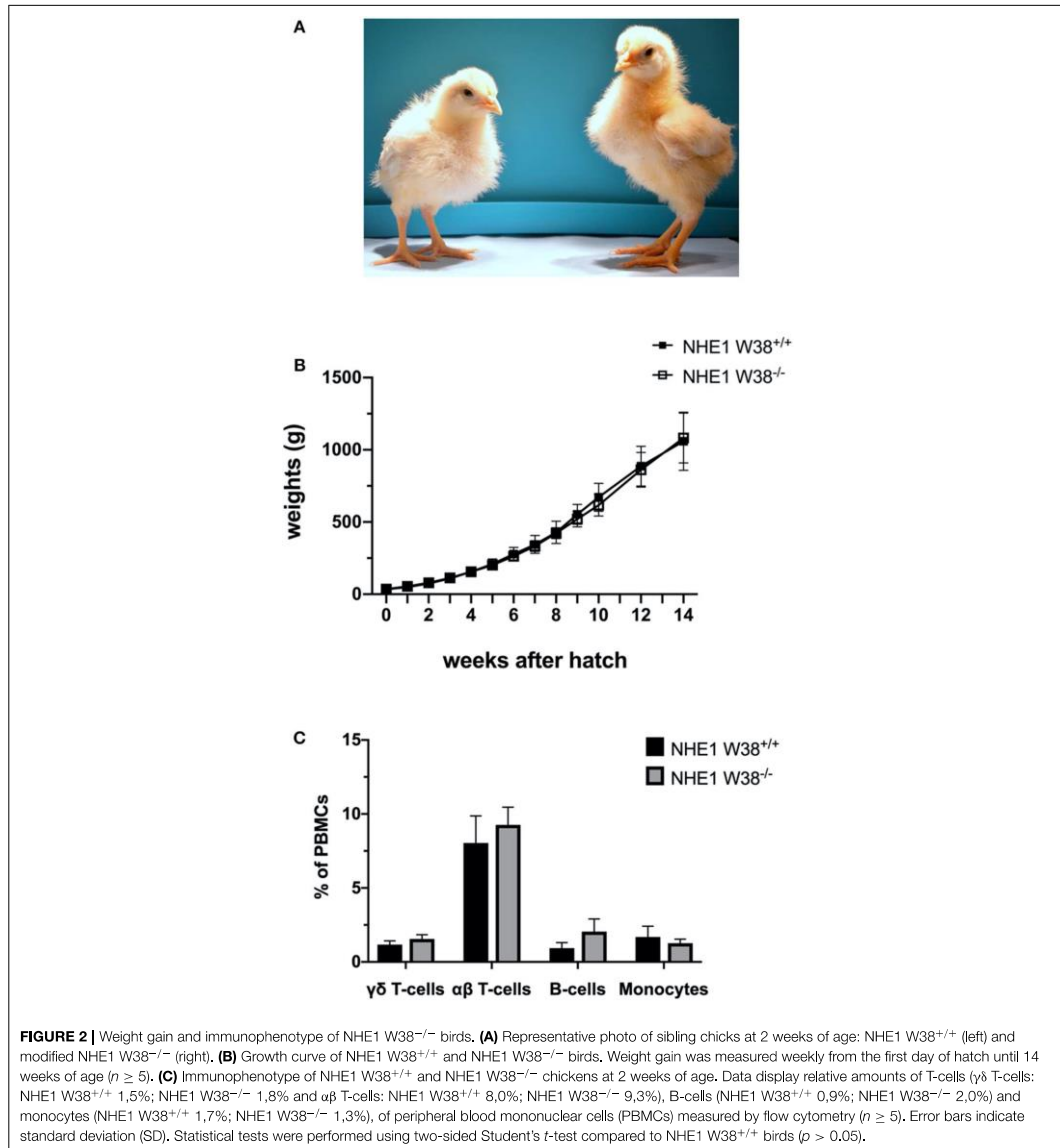 A
B
NHE1 W38+/+
NHE1 W38-/-
1500
1000
500
0
weights (g)
0 2 4 6 8 10 12 14
weeks after hatch
C
NHE1 W38+/+
NHE1 W38-/-
15
10
5
0
% of PBMCs
γδ T-cells αβ T-cells B-cells Monocytes
FIGURE 2 | Weight gain and immunophenotype of NHE1 W38−/− birds. (A) Representative photo of sibling chicks at 2 weeks of age: NHE1 W38+/+ (left) and
modified NHE1 W38−/− (right). (B) Growth curve of NHE1 W38+/+ and NHE1 W38−/− birds. Weight gain was measured weekly from the first day of hatch until 14
weeks of age (n ≥ 5). (C) Immunophenotype of NHE1 W38+/+ and NHE1 W38−/− chickens at 2 weeks of age. Data display relative amounts of T-cells (γδ T-cells:
NHE1 W38+/+ 1,5%; NHE1 W38−/− 1,8% and αβ T-cells: NHE1 W38+/+ 8,0%; NHE1 W38−/− 9,3%), B-cells (NHE1 W38+/+ 0,9%; NHE1 W38−/− 2,0%) and
monocytes (NHE1 W38+/+ 1,7%; NHE1 W38−/− 1,3%), of peripheral blood mononuclear cells (PBMCs) measured by flow cytometry (n ≥ 5). Error bars indicate
standard deviation (SD). Statistical tests were performed using two-sided Student's t-test compared to NHE1 W38+/+ birds (p > 0.05).